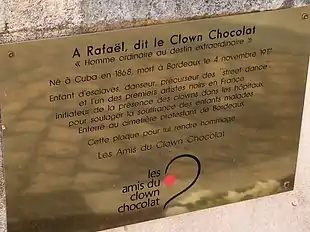 A Rafaël, dit le Clown Chocolat
« Homme ordinaire au destin extraordinaire »
Né à Cuba en 1868, mort à Bordeaux le 4 novembre 1917
Enfant d'esclaves, danseur, précurseur des "street-dance"
et l'un des premiers artistes noirs en France
Initiateur de la présence des clowns dans les hôpitaux,
pour soulager la souffrance des enfants malades
Enterré au cimetière protestant de Bordeaux
Cette plaque pour lui rendre hommage
Les Amis du Clown Chocolat
les
amis du
clown
chocolat